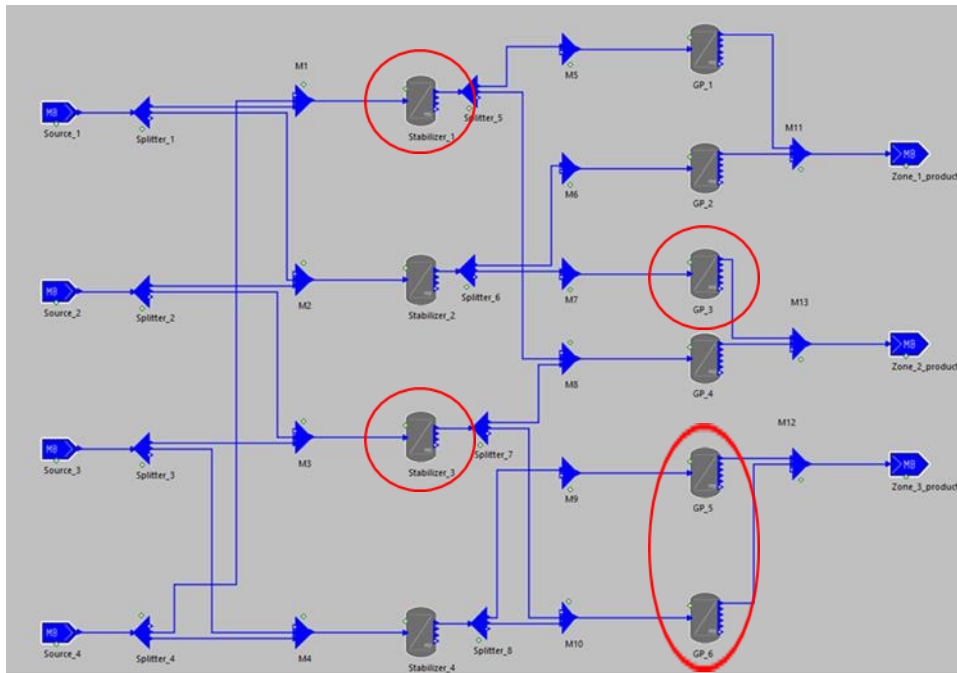 M1
M5
GP_1
MB
Source_1
Splitter_1
Stabilizer_1
Splitter_5
M11
MB
Zone_1_product
M6
GP_2
MB
Source_2
Splitter_2
M2
Stabilizer_2
Splitter_6
M7
GP_3
M13
MB
Zone_2_product
M8
GP_4
MB
Source_3
Splitter_3
M3
Stabilizer_3
Splitter_7
M12
M9
GP_5
MB
Zone_3_product
MB
Source_4
Splitter_4
M4
Stabilizer_4
Splitter_8
M10
GP_6